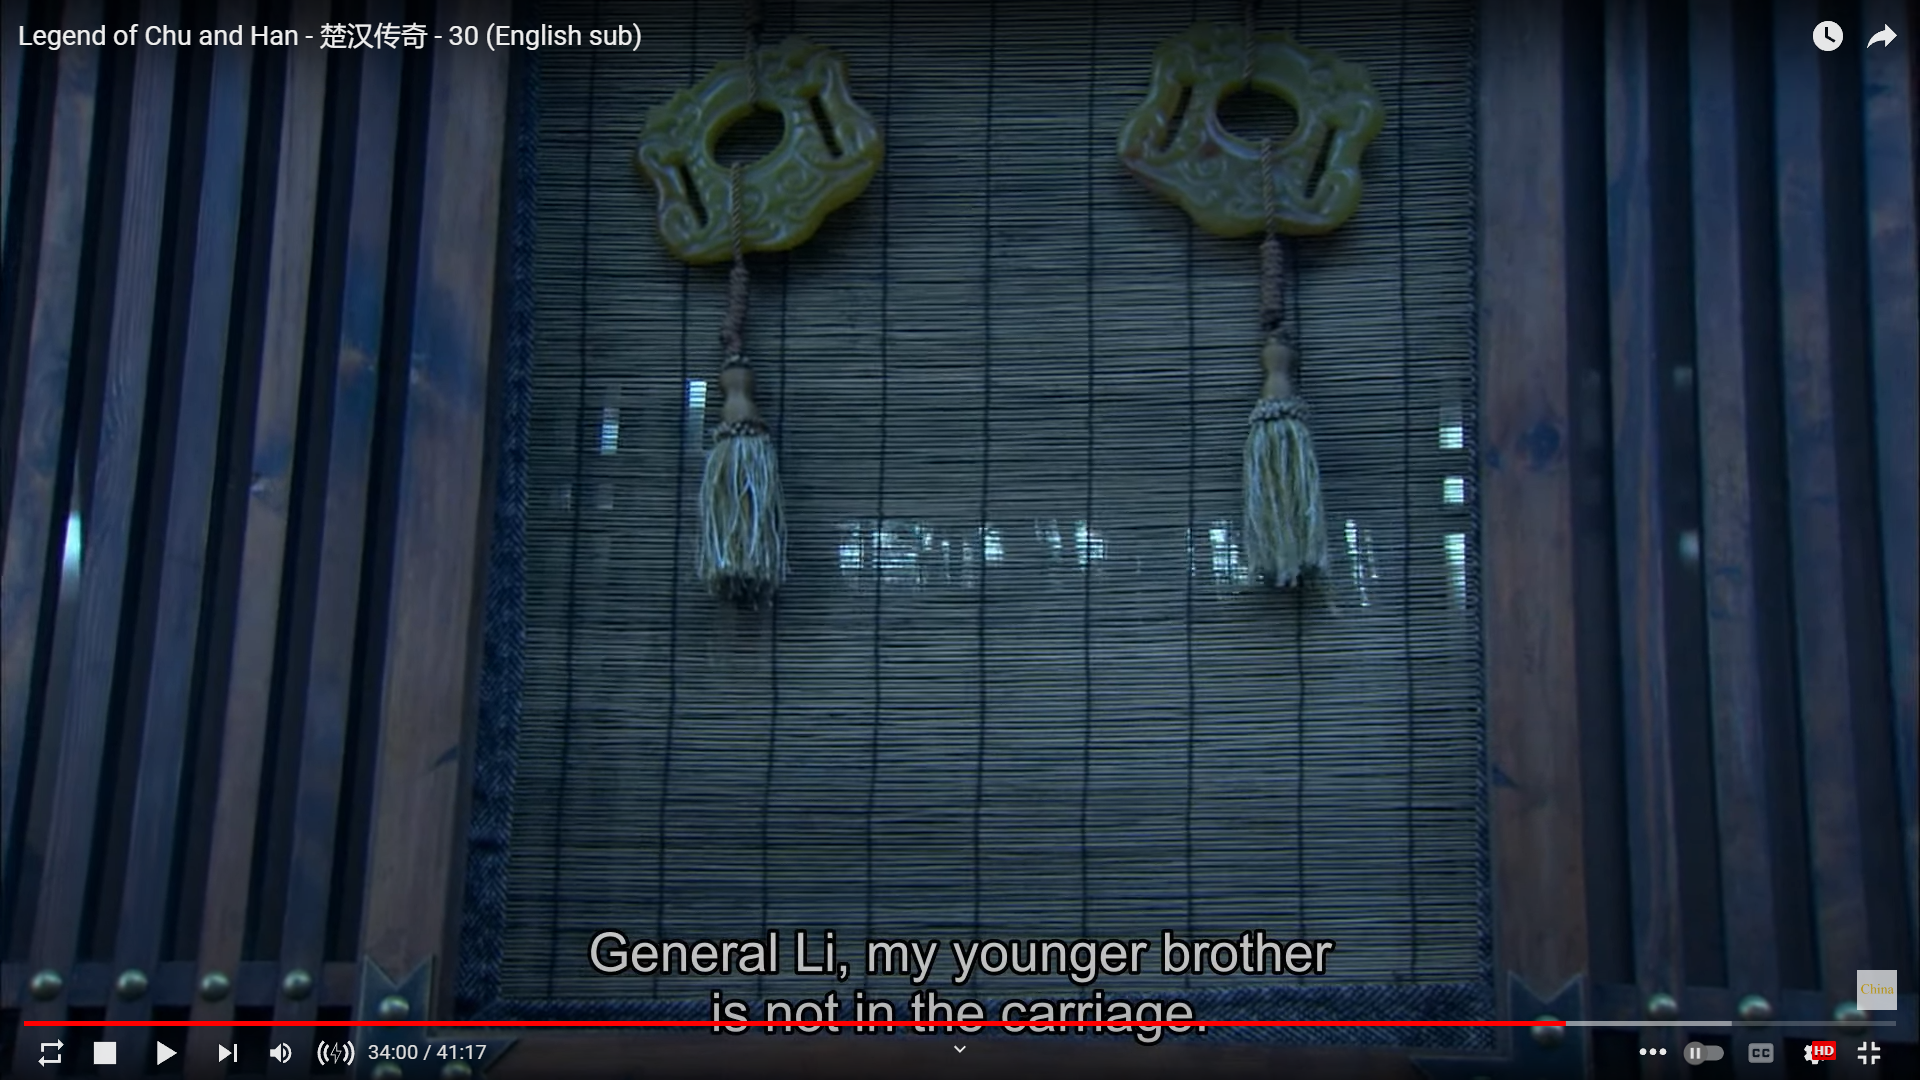 Legend of Chu and Han - 楚汉传奇 - 30 (English sub)
General Li, my younger brother
is not in the carriage.
China
34:00 / 41:17
CC
HD